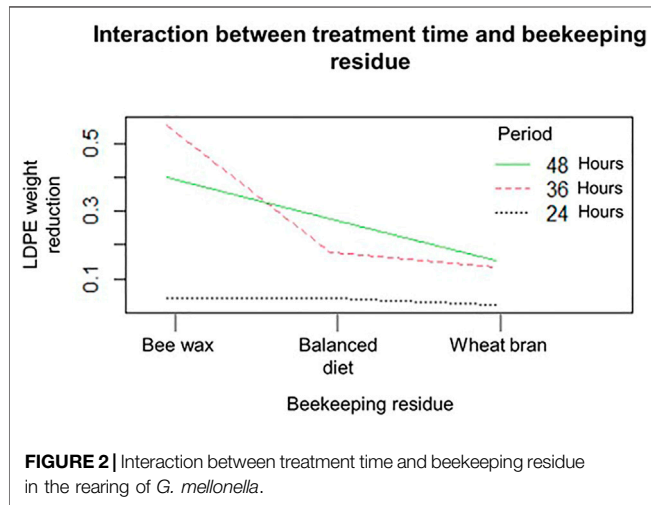 Interaction between treatment time and beekeeping
residue
LDPE weight
reduction
0.5
0.3
0.1
Period
48 Hours
36 Hours
24 Hours
Bee wax
Balanced
diet
Wheat bran
Beekeeping residue
FIGURE 2 | Interaction between treatment time and beekeeping residue
in the rearing of G. mellonella.